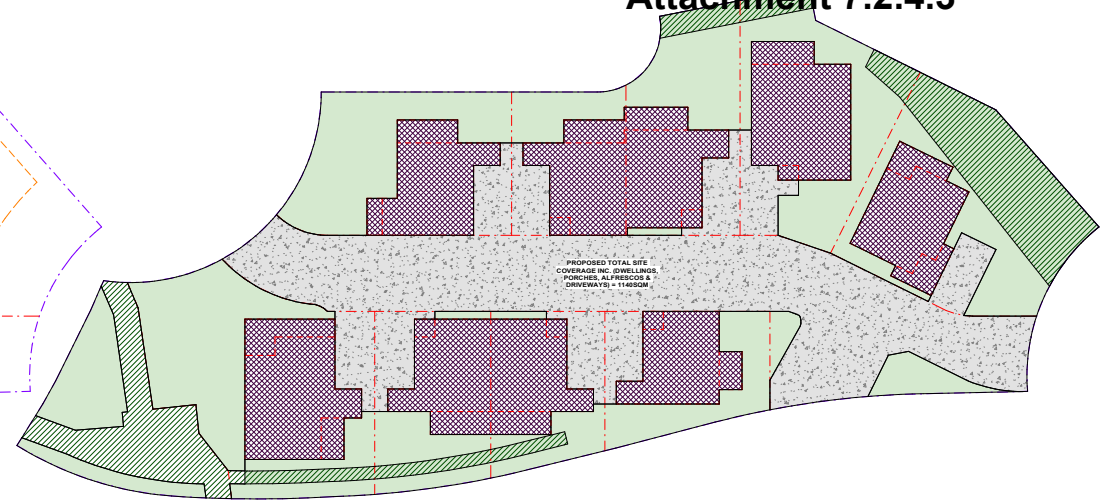 Attachment 7.2.4.3
PROPOSED TOTAL SITE
COVERAGE INC. (DWELLINGS,
PORCHES, ALFRESCOS &
DRIVEWAYS) = 1140SQM